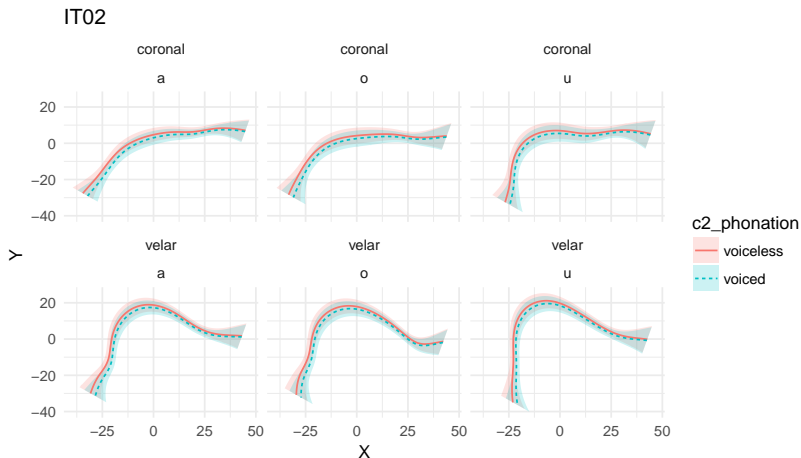 IT02
coronal coronal coronal
a o u
20
0
−20
−40
velar velar velar
a o u
20
0
−20
−40
−25 0 25 50 −25 0 25 50 −25 0 25 50
X
Y
c2_phonation
voiceless
voiced